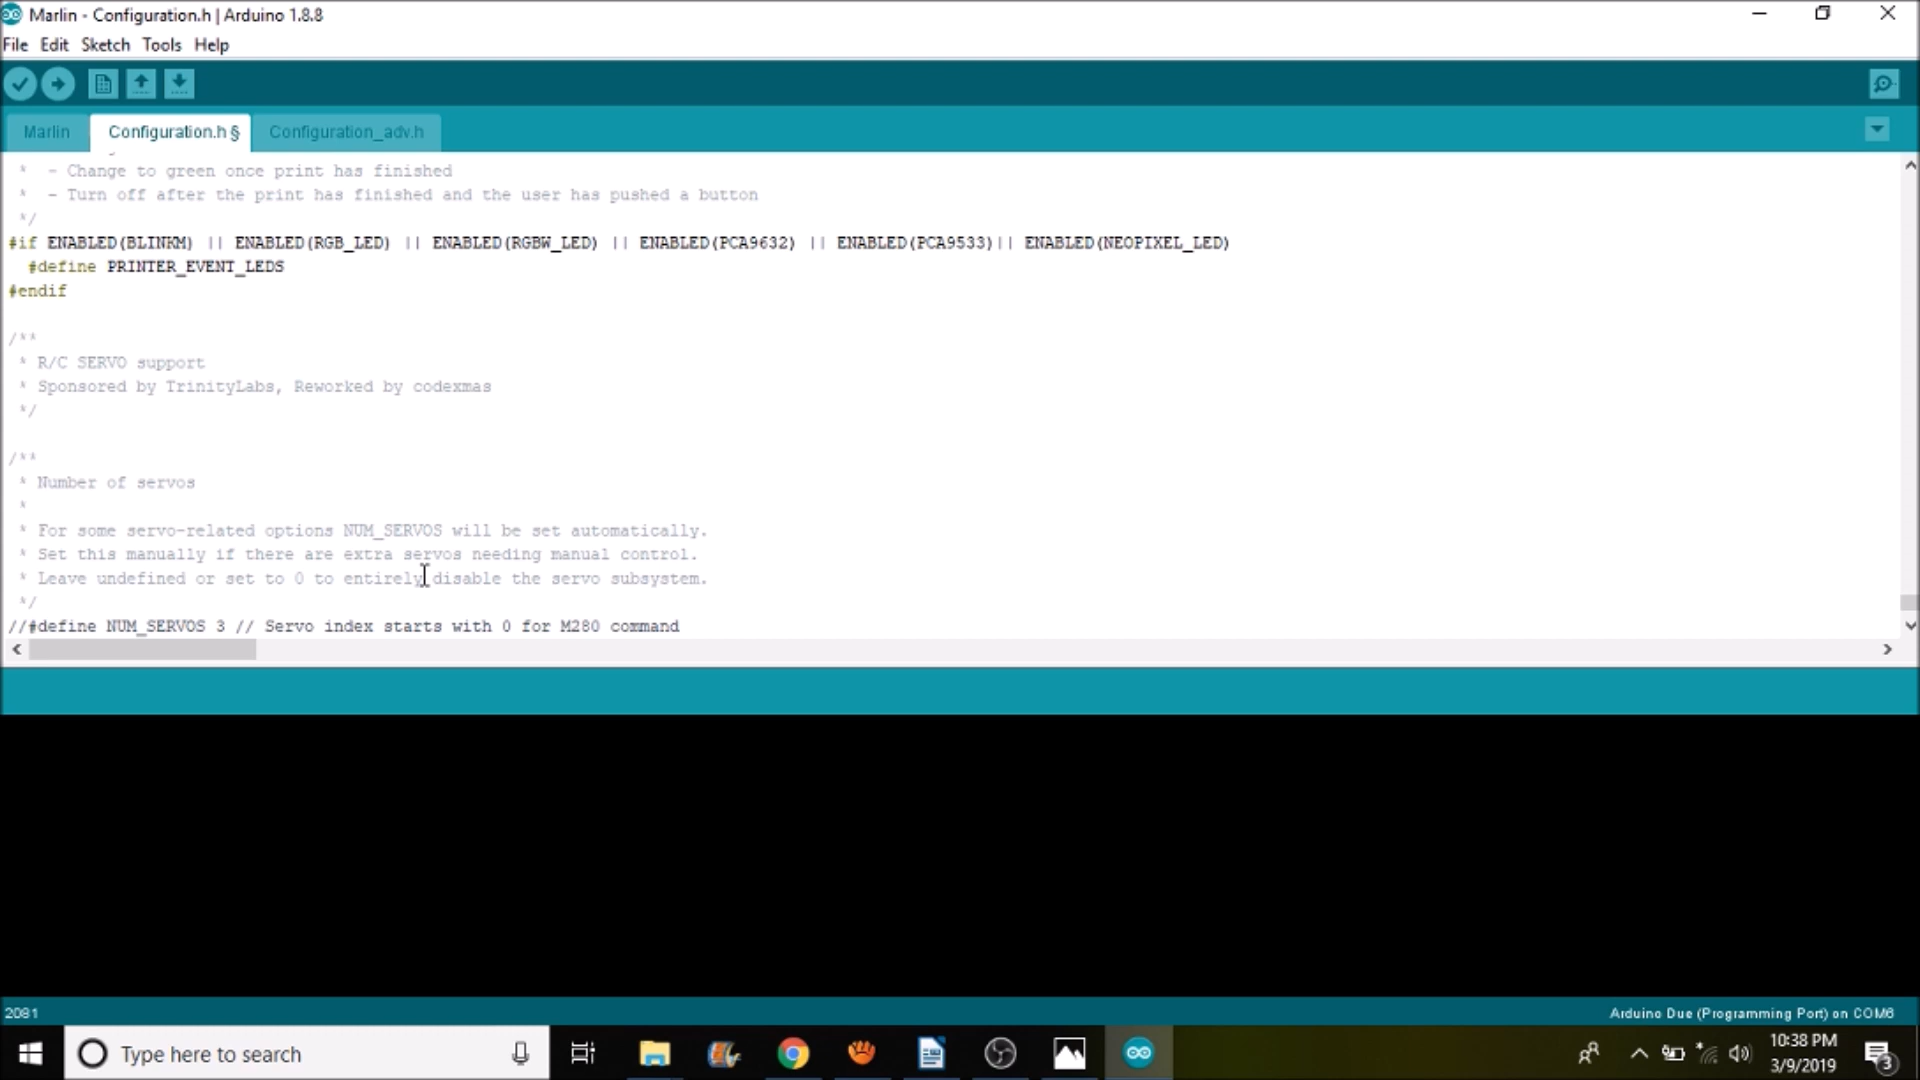 Marlin - Configuration.h | Arduino 1.8.8
File Edit Sketch Tools Help
Marlin Configuration.h § Configuration_adv.h
* - Change to green once print has finished
* - Turn off after the print has finished and the user has pushed a button
*/
#if ENABLED(BLINKM) || ENABLED(RGB_LED) || ENABLED(RGBW_LED) || ENABLED(PCA9632) || ENABLED(PCA9533)|| ENABLED(NEOPIXEL_LED)
#define PRINTER_EVENT_LEDS
#endif
/**
* R/C SERVO support
* Sponsored by TrinityLabs, Reworked by codexmas
*/
/**
* Number of servos
*
* For some servo-related options NUM_SERVOS will be set automatically.
* Set this manually if there are extra servos needing manual control.
* Leave undefined or set to 0 to entirely disable the servo subsystem.
*/
//#define NUM_SERVOS 3 // Servo index starts with 0 for M280 command
2081
Arduino Due (Programming Port) on COM6
Type here to search
10:38 PM
3/9/2019
3